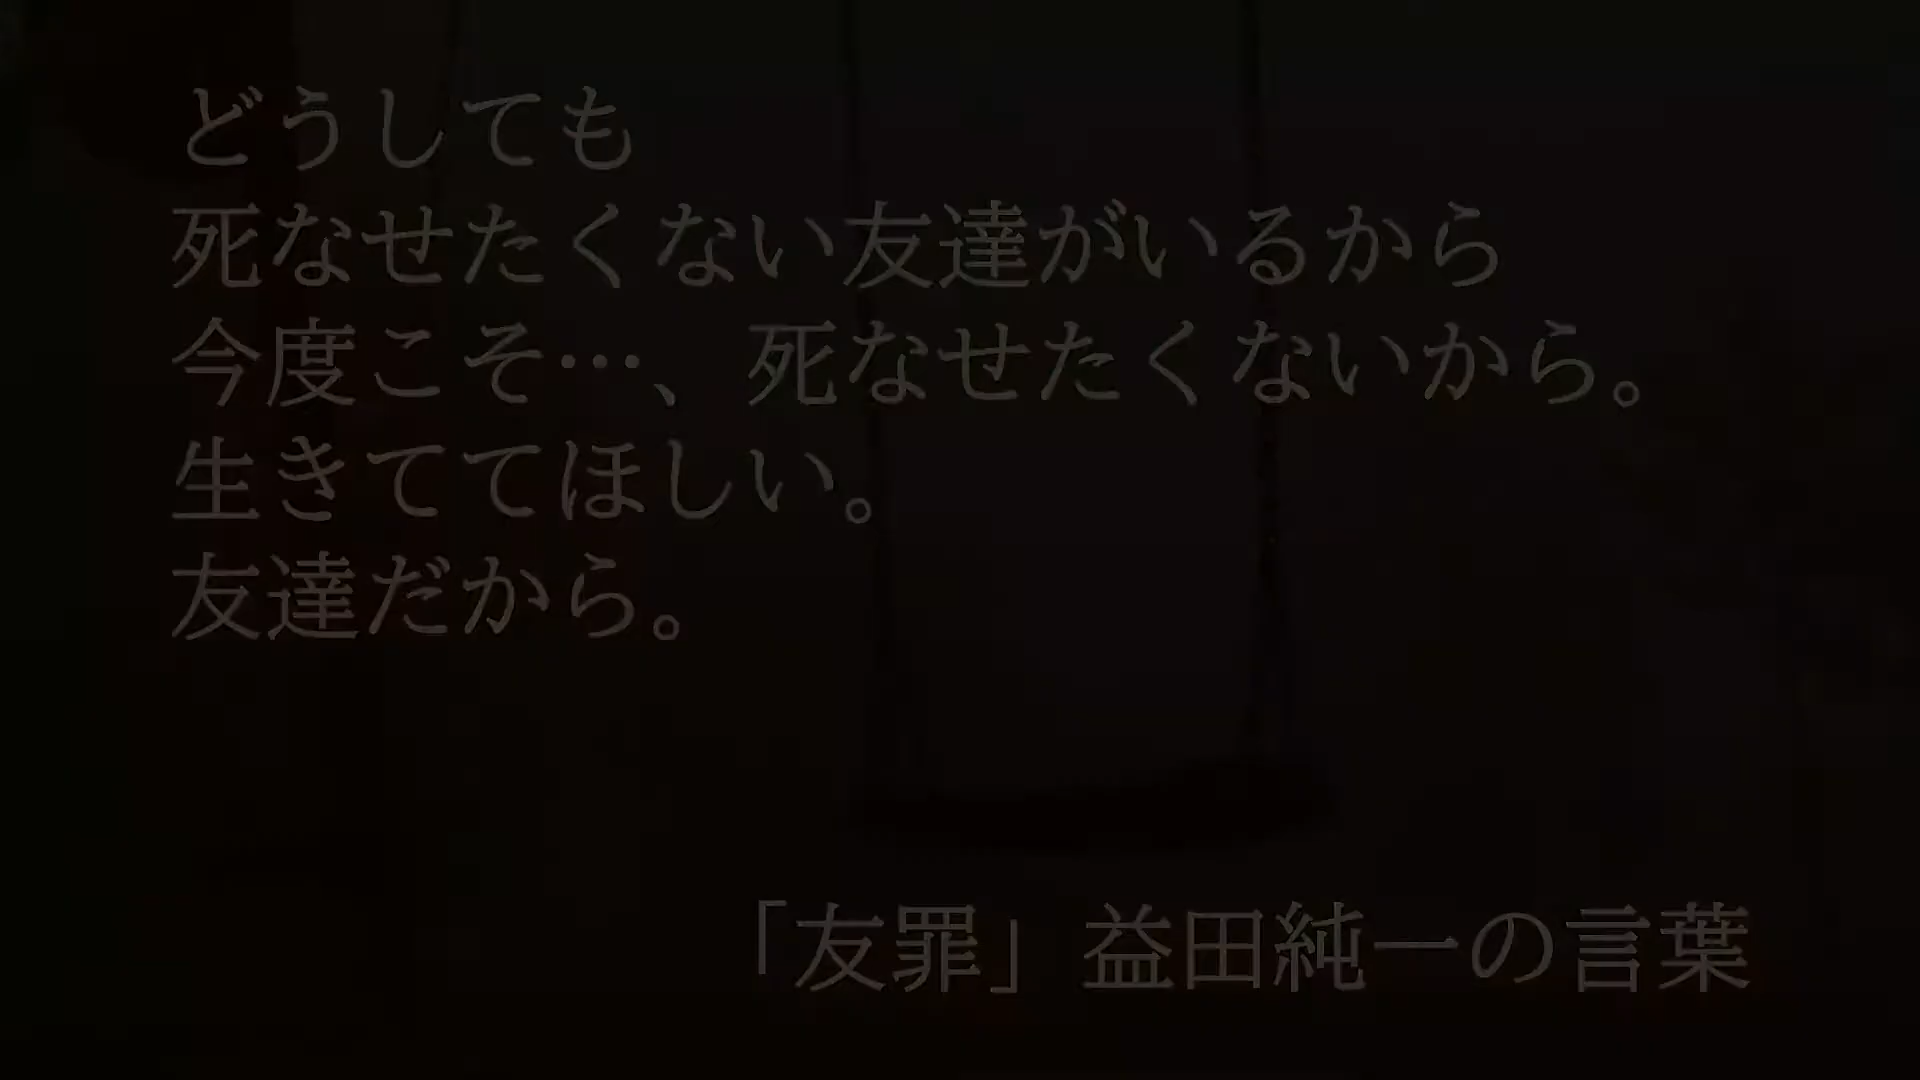 どうしても
死なせたくない友達がいるから
今度こそ…、死なせたくないから。
生きててほしい。
友達だから。
「友罪」益田純一の言葉